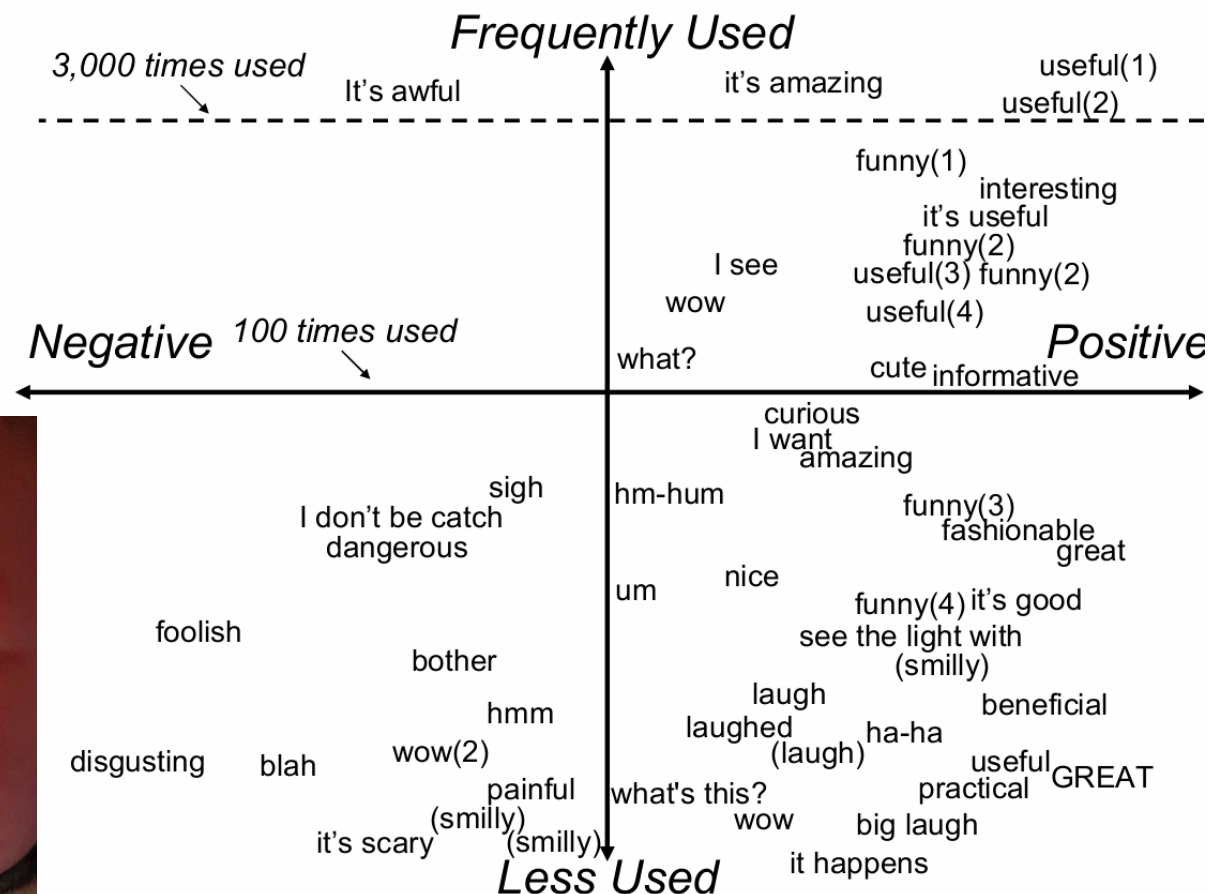 Frequently Used
3,000 times used
It's awful
it's amazing
useful(1)
useful(2)
funny(1)
interesting
it's useful
funny(2)
I see
useful(3) funny(2)
wow
useful(4)
Negative
100 times used
Positive
what?
cute
informative
curious
I want
amazing
sigh
hm-hum
funny(3)
I don't be catch
fashionable
dangerous
great
nice
um
funny(4)
it's good
foolish
see the light with
bother
(smilly)
laugh
beneficial
hmm
laughed
ha-ha
wow(2)
(laugh)
disgusting
blah
useful
GREAT
painful
what's this?
practical
(smilly)
wow
big laugh
it's scary
(smilly)
it happens
Less Used